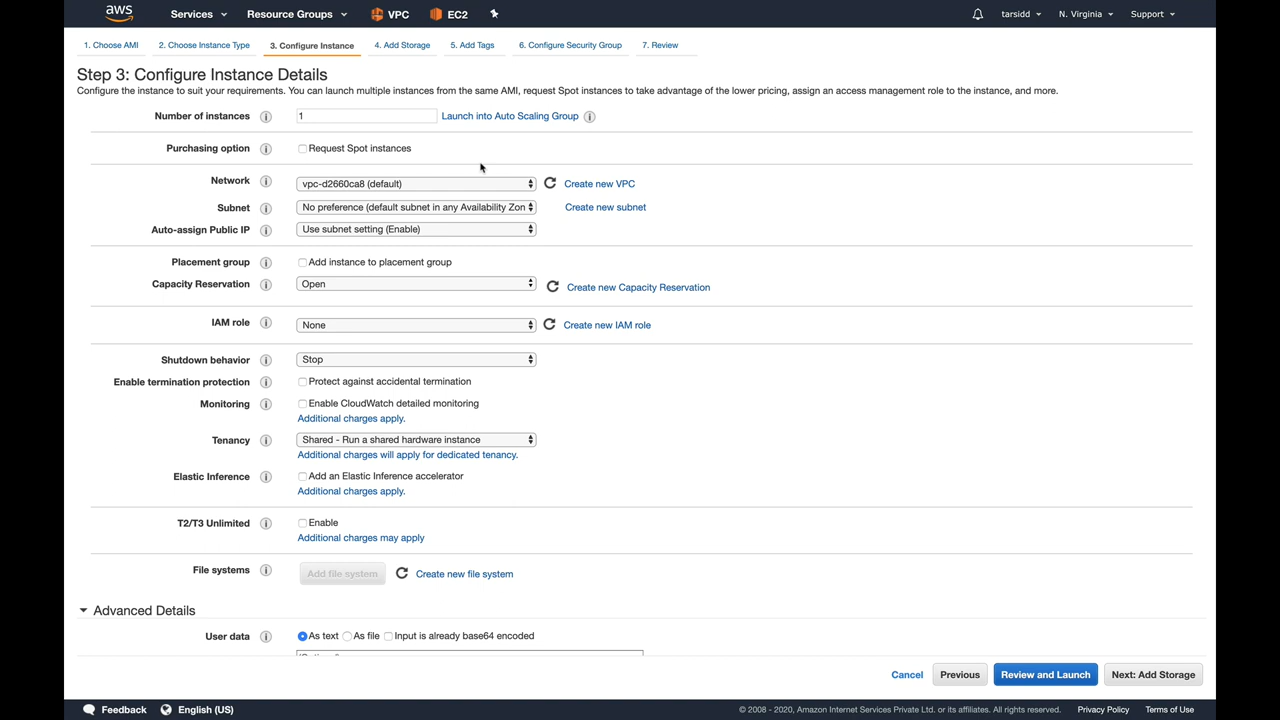 aws Services Resource Groups VPC EC2 tarsidd N. Virginia Support
1. Choose AMI 2. Choose Instance Type 3. Configure Instance 4. Add Storage 5. Add Tags 6. Configure Security Group 7. Review
Step 3: Configure Instance Details
Configure the instance to suit your requirements. You can launch multiple instances from the same AMI, request Spot instances to take advantage of the lower pricing, assign an access management role to the instance, and more.
Number of instances 1 Launch into Auto Scaling Group
Purchasing option Request Spot instances
Network vpc-d2660ca8 (default) Create new VPC
Subnet No preference (default subnet in any Availability Zon Create new subnet
Auto-assign Public IP Use subnet setting (Enable)
Placement group Add instance to placement group
Capacity Reservation Open Create new Capacity Reservation
IAM role None Create new IAM role
Shutdown behavior Stop
Enable termination protection Protect against accidental termination
Monitoring Enable CloudWatch detailed monitoring
Additional charges apply.
Tenancy Shared - Run a shared hardware instance
Additional charges will apply for dedicated tenancy.
Elastic Inference Add an Elastic Inference accelerator
Additional charges apply.
T2/T3 Unlimited Enable
Additional charges may apply
File systems Add file system Create new file system
Advanced Details
User data As text As file Input is already base64 encoded
Cancel Previous Review and Launch Next: Add Storage
Feedback English (US) © 2008 - 2020, Amazon Internet Services Private Ltd. or its affiliates. All rights reserved. Privacy Policy Terms of Use